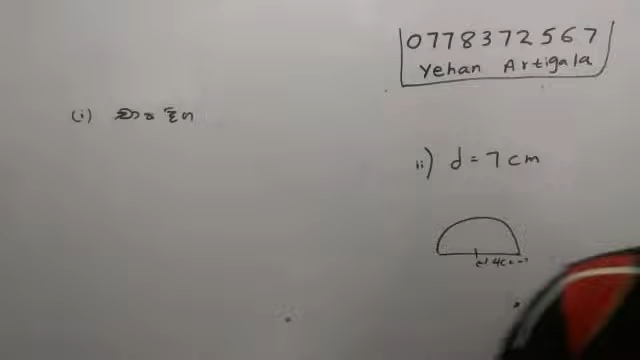 0778372567
Yehan Artigala
(i) චාප දිග
ii) d = 7 cm